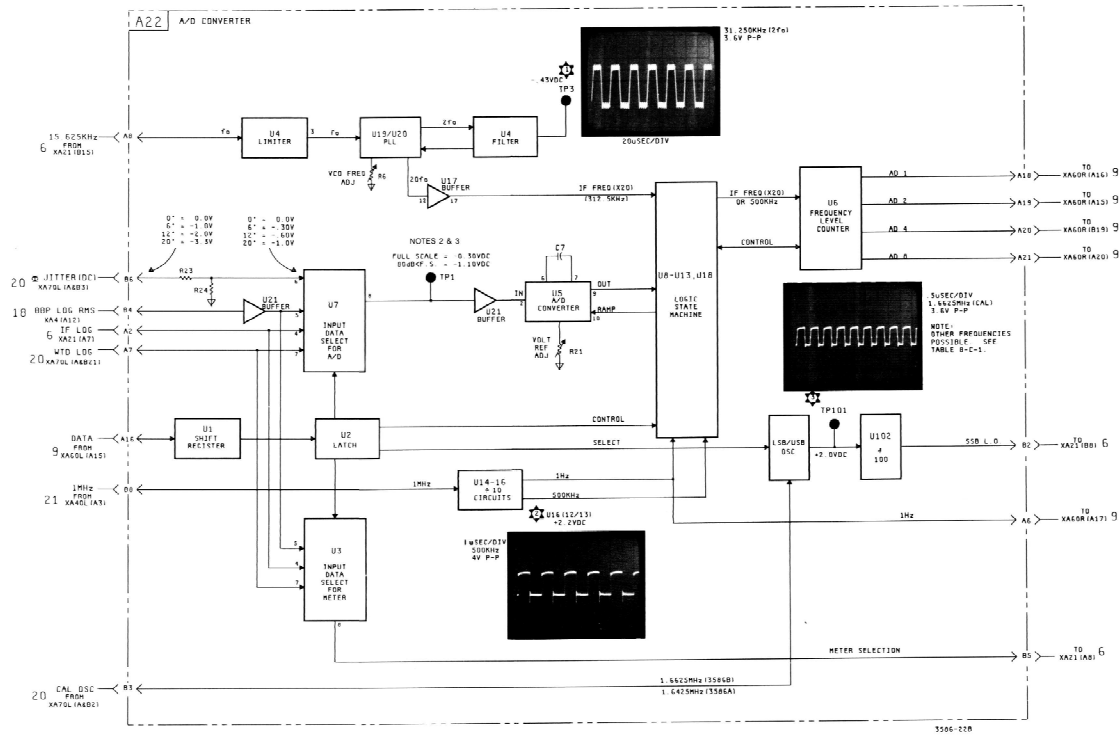 A22 A/D CONVERTER
31.250KHz(2fo)
3.6V P-P
1
-.43VDC
TP3
20uSEC/DIV
15 625KHz
6 FROM
XA21(B15)
A8
fo
U4
LIMITER
3
Fo
U19/U20
PLL
2fo
U4
FILTER
VCO FREQ
ADJ
R6
20fo
U17
BUFFER
12
17
IF FREQ(X20)
(312.5KHz)
IF FREQ(X20)
OR 500KHz
U6
FREQUENCY
LEVEL
COUNTER
CONTROL
AD 1
A18
TO
XA60R(A16) 9
AD 2
A19
TO
XA60R(A15) 9
AD 4
A20
TO
XA60R(B19) 9
AD 8
A21
TO
XA60R(A20) 9
0° = 0.0V
6° = -1.0V
12° = -2.0V
20° = -3.3V
0° = 0.0V
6° = -.30V
12° = -.60V
20° = -1.0V
20 Φ JITTER(DC)
XA70L(A&B3)
B6
R23
R24
18 BBP LOG RMS
XA4(A12)
B4
U21
BUFFER
6 IF LOG
XA21(A7)
A2
20 WTD LOG
XA70L(A&B21)
A7
U7
INPUT
DATA
SELECT
FOR
A/D
NOTES 2 & 3
FULL SCALE = -0.30VDC
80dB<F.S. = -1.10VDC
TP1
U21
BUFFER
C7
6
7
IN
2
U5
A/D
CONVERTER
OUT
9
RAMP
10
VOLT
REF
ADJ
R21
U8-U13,U18
LOGIC
STATE
MACHINE
.5uSEC/DIV
1.6625MHz(CAL)
3.6V P-P
NOTE:
OTHER FREQUENCIES
POSSIBLE. SEE
TABLE 8-C-1.
3
TP101
+2.0VDC
DATA
9 FROM
XA60L(A15)
A16
U1
SHIFT
REGISTER
U2
LATCH
CONTROL
SELECT
LSB/USB
OSC
U102
÷
100
SSB L.O.
B2
TO
XA21(B8) 6
1MHz
21 FROM
XA40L(A3)
B8
1MHz
U14-16
÷ 10
CIRCUITS
1Hz
500KHz
1Hz
A6
TO
XA60R(A17) 9
2 U16(12/13)
+2.2VDC
1uSEC/DIV
500KHz
4V P-P
U3
INPUT
DATA
SELECT
FOR
METER
METER SELECTION
B5
TO
XA21(A8) 6
20 CAL OSC
FROM
XA70L(A&B2)
B3
1.6625MHz(3586B)
1.6425MHz(3586A)
3586-22B